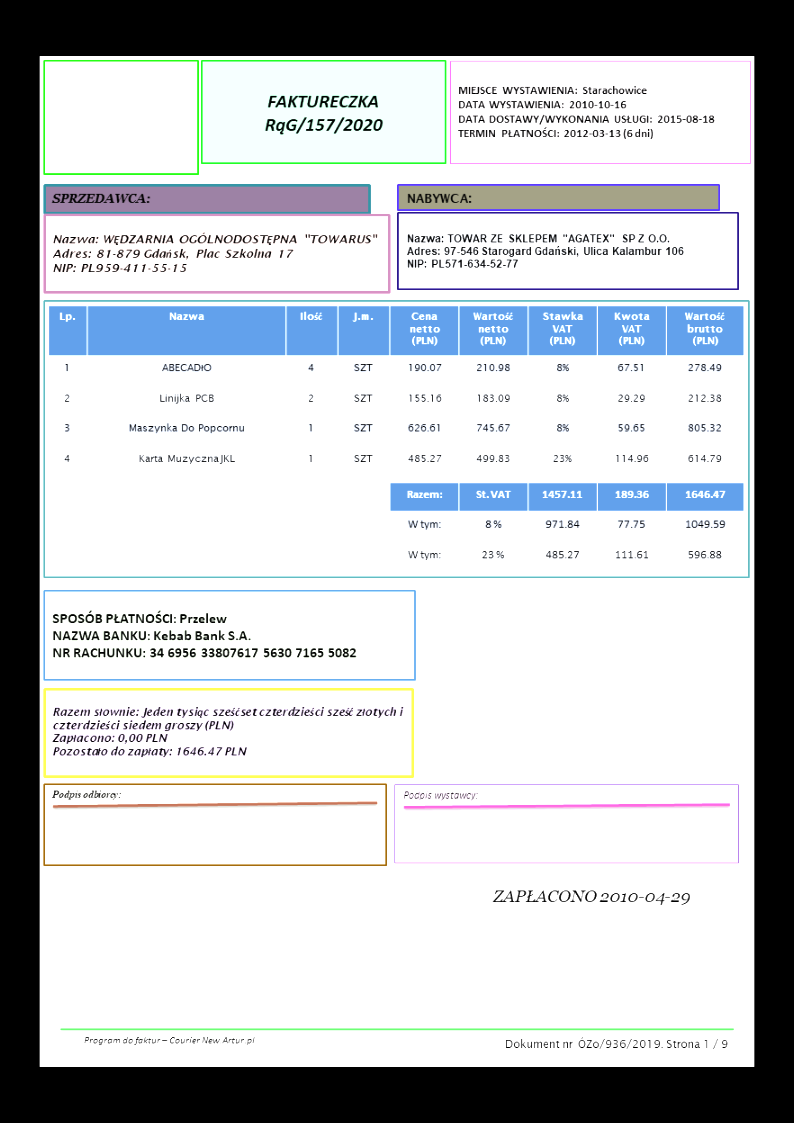 FAKTURECZKA
RąG/157/2020
MIEJSCE WYSTAWIENIA: Starachowice
DATA WYSTAWIENIA: 2010-10-16
DATA DOSTAWY/WYKONANIA USŁUGI: 2015-08-18
TERMIN PŁATNOŚCI: 2012-03-13 (6 dni)
SPRZEDAWCA:
Nazwa: WĘDZARNIA OGÓLNODOSTĘPNA "TOWARUS"
Adres: 81-879 Gdańsk, Plac Szkolna 17
NIP: PL959-411-55-15
NABYWCA:
Nazwa: TOWAR ZE SKLEPEM "AGATEX" SP Z O.O.
Adres: 97-546 Starogard Gdański, Ulica Kalambur 106
NIP: PL571-634-52-77
Lp. Nazwa Ilość J.m. Cena netto (PLN) Wartość netto (PLN) Stawka VAT (PLN) Kwota VAT (PLN) Wartość brutto (PLN)
1 ABECADŁO 4 SZT 190.07 210.98 8% 67.51 278.49
2 Linijka PCB 2 SZT 155.16 183.09 8% 29.29 212.38
3 Maszynka Do Popcornu 1 SZT 626.61 745.67 8% 59.65 805.32
4 Karta Muzyczna JKL 1 SZT 485.27 499.83 23% 114.96 614.79
Razem: St.VAT 1457.11 189.36 1646.47
W tym: 8% 971.84 77.75 1049.59
W tym: 23% 485.27 111.61 596.88
SPOSÓB PŁATNOŚCI: Przelew
NAZWA BANKU: Kebab Bank S.A.
NR RACHUNKU: 34 6956 33807617 5630 7165 5082
Razem słownie: Jeden tysiąc sześćset czterdzieści sześć złotych i
czterdzieści siedem groszy (PLN)
Zapłacono: 0,00 PLN
Pozostało do zapłaty: 1646.47 PLN
Podpis odbiorcy:
Podpis wystawcy:
ZAPŁACONO 2010-04-29
Program do faktur – Courier New Artur.pl
Dokument nr ÓZo/936/2019. Strona 1 / 9